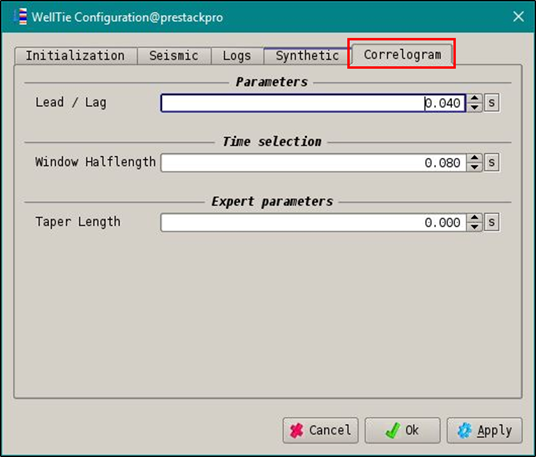 WellTie Configuration@prestackpro
Initialization Seismic Logs Synthetic Correlogram
Parameters
Lead / Lag 0.040 s
Time selection
Window Halflength 0.080 s
Expert parameters
Taper Length 0.000 s
Cancel Ok Apply